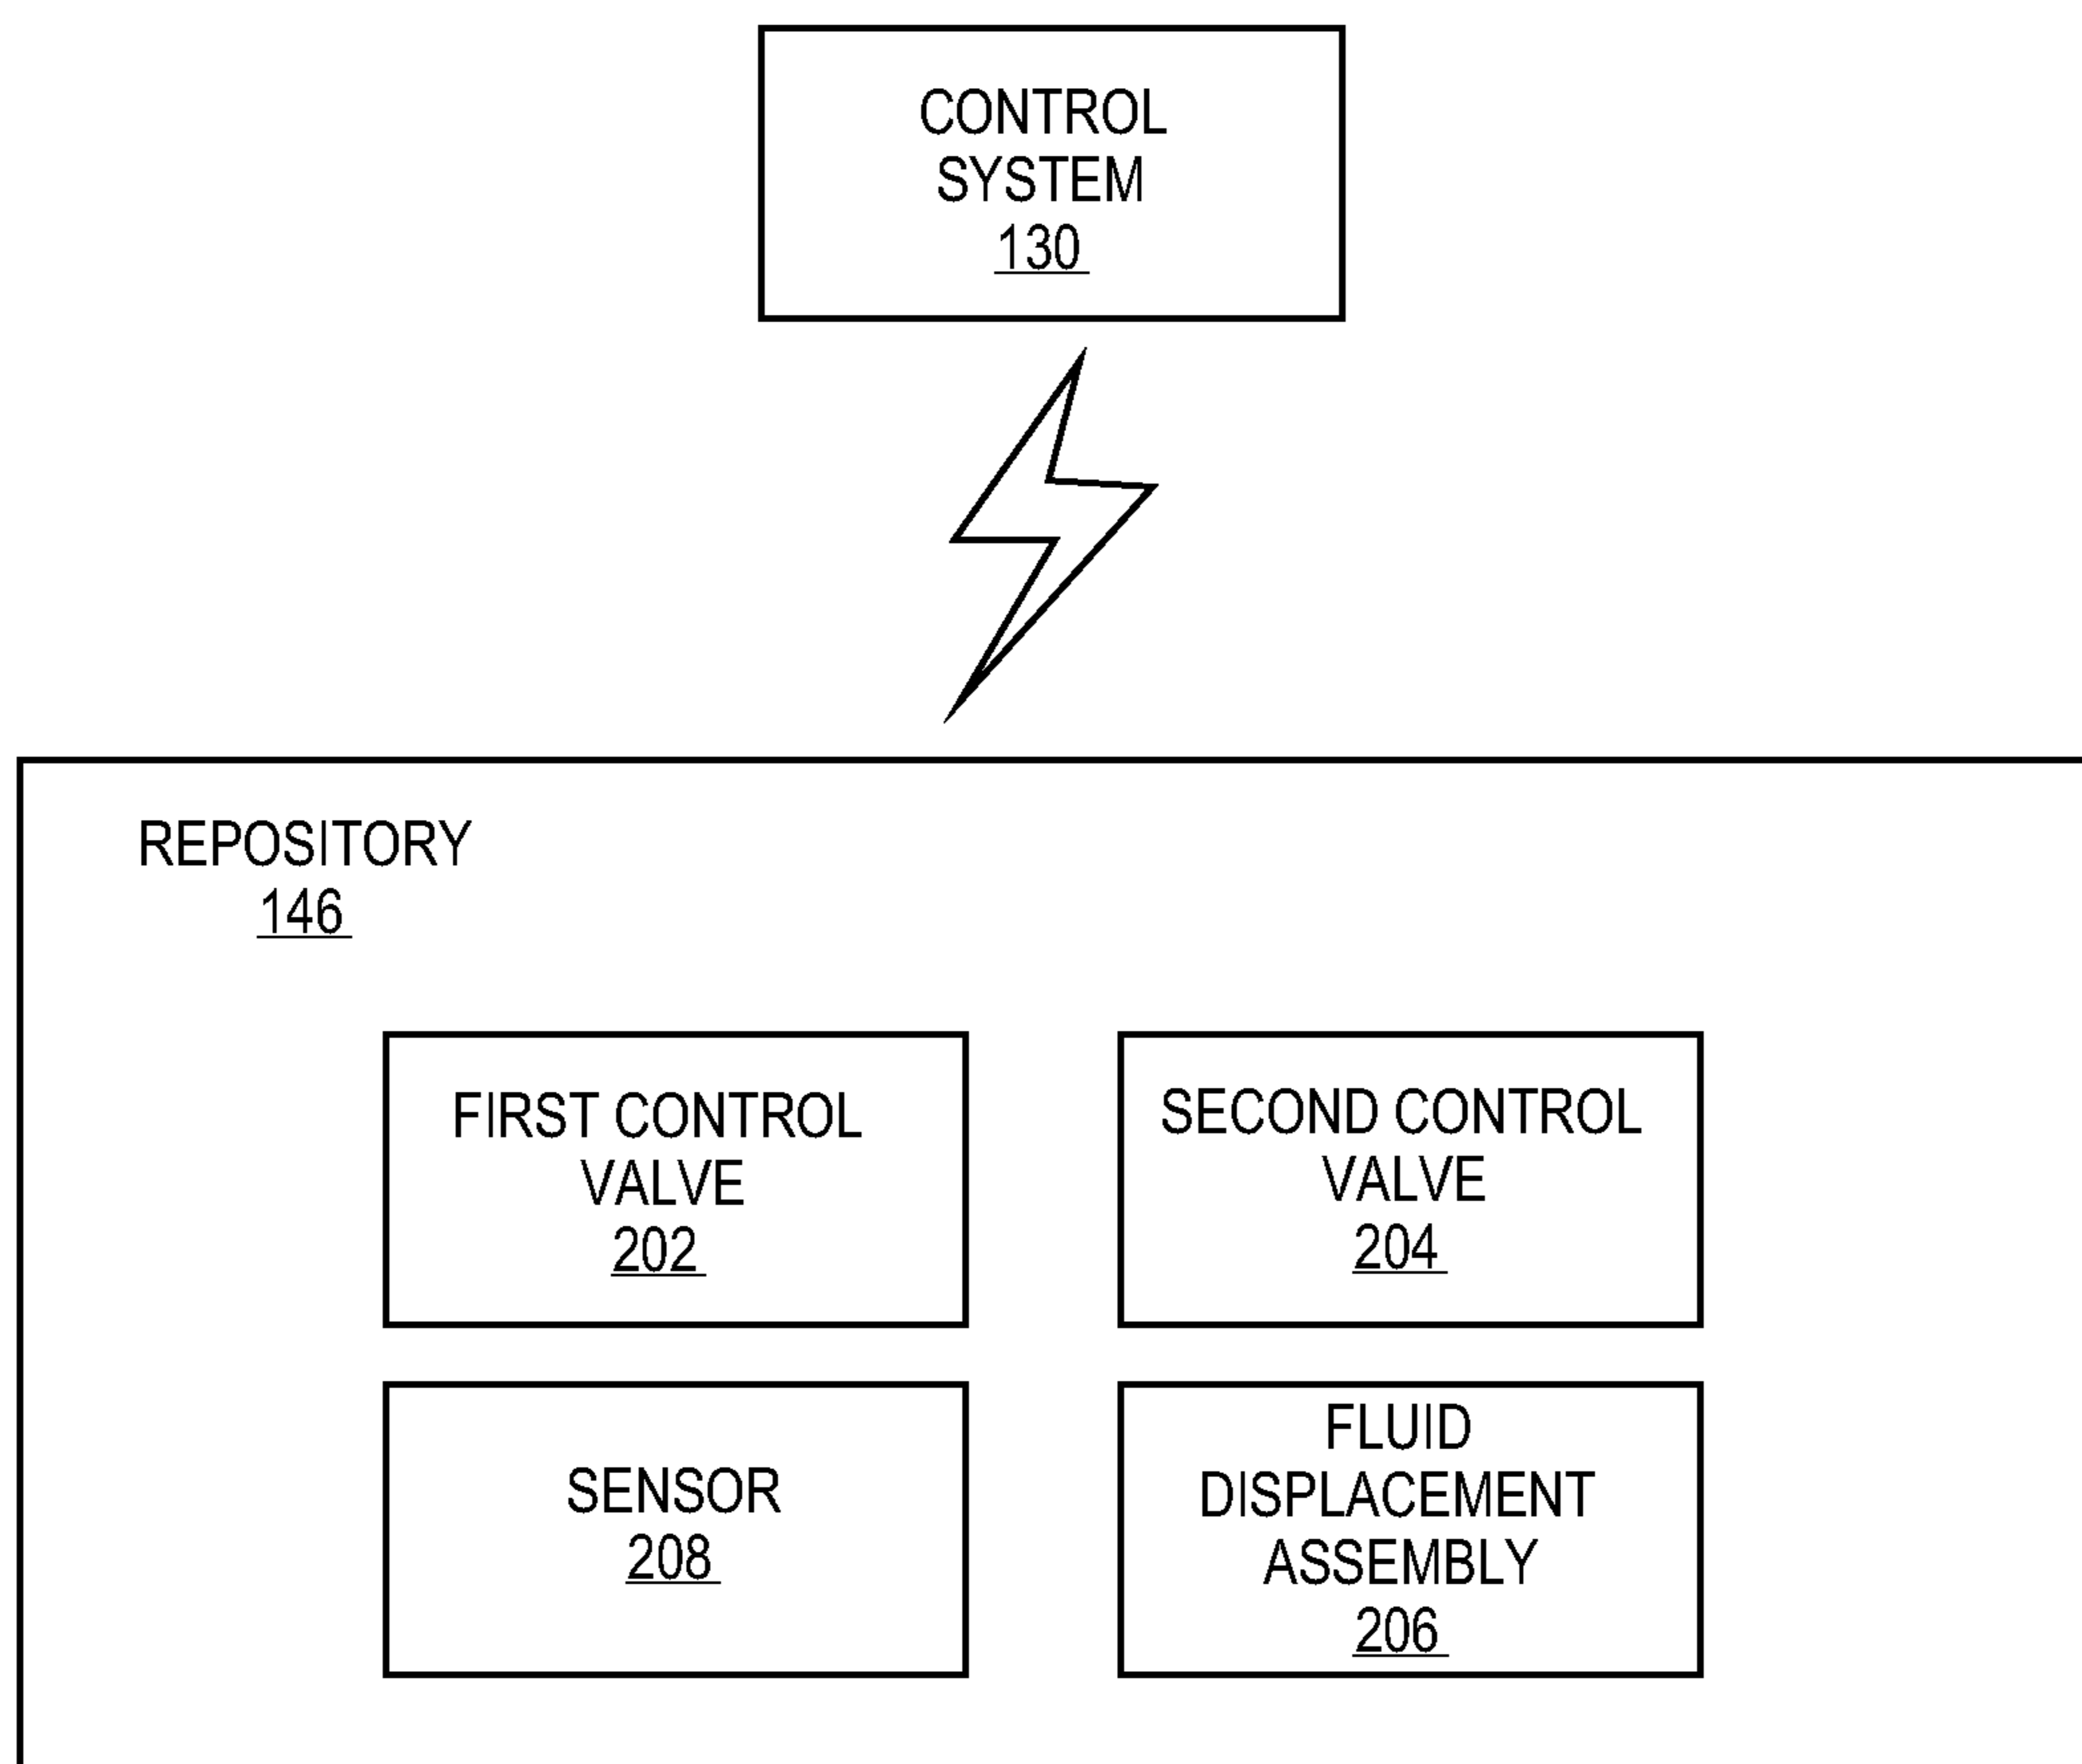 CONTROL
SYSTEM
130
REPOSITORY
146
FIRST CONTROL
VALVE
202
SECOND CONTROL
VALVE
204
SENSOR
208
FLUID
DISPLACEMENT
ASSEMBLY
206